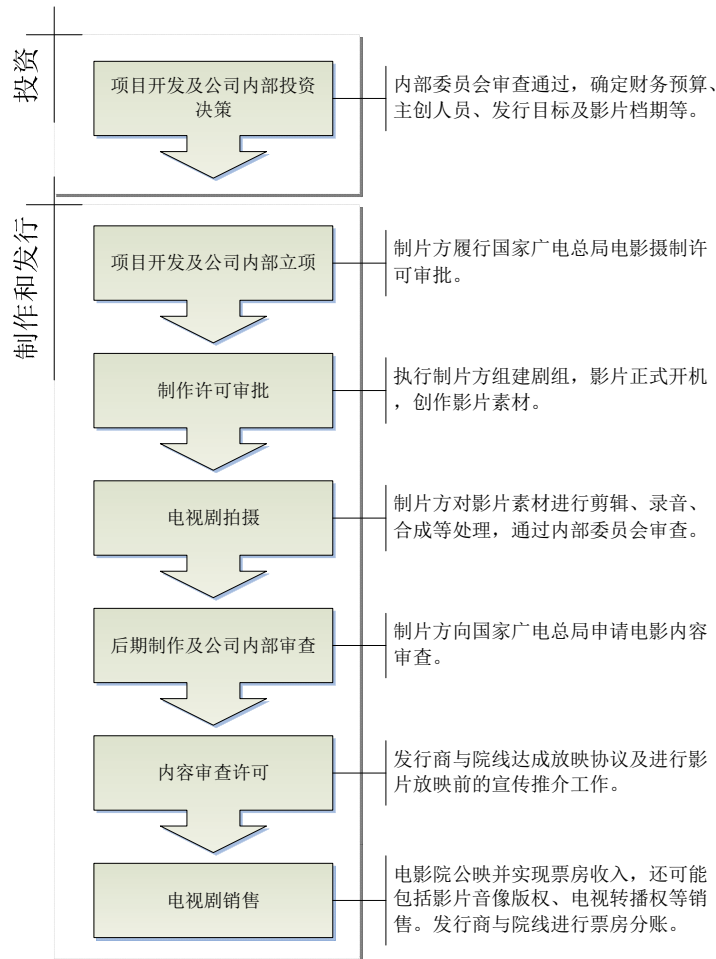 投资
项目开发及公司内部投资
决策
内部委员会审查通过，确定财务预算、
主创人员、发行目标及影片档期等。
制作和发行
项目开发及公司内部立项
制片方履行国家广电总局电影摄制许
可审批。
制作许可审批
执行制片方组建剧组，影片正式开机
，创作影片素材。
电视剧拍摄
制片方对影片素材进行剪辑、录音、
合成等处理，通过内部委员会审查。
后期制作及公司内部审查
制片方向国家广电总局申请电影内容
审查。
内容审查许可
发行商与院线达成放映协议及进行影
片放映前的宣传推介工作。
电视剧销售
电影院公映并实现票房收入，还可能
包括影片音像版权、电视转播权等销
售。发行商与院线进行票房分账。